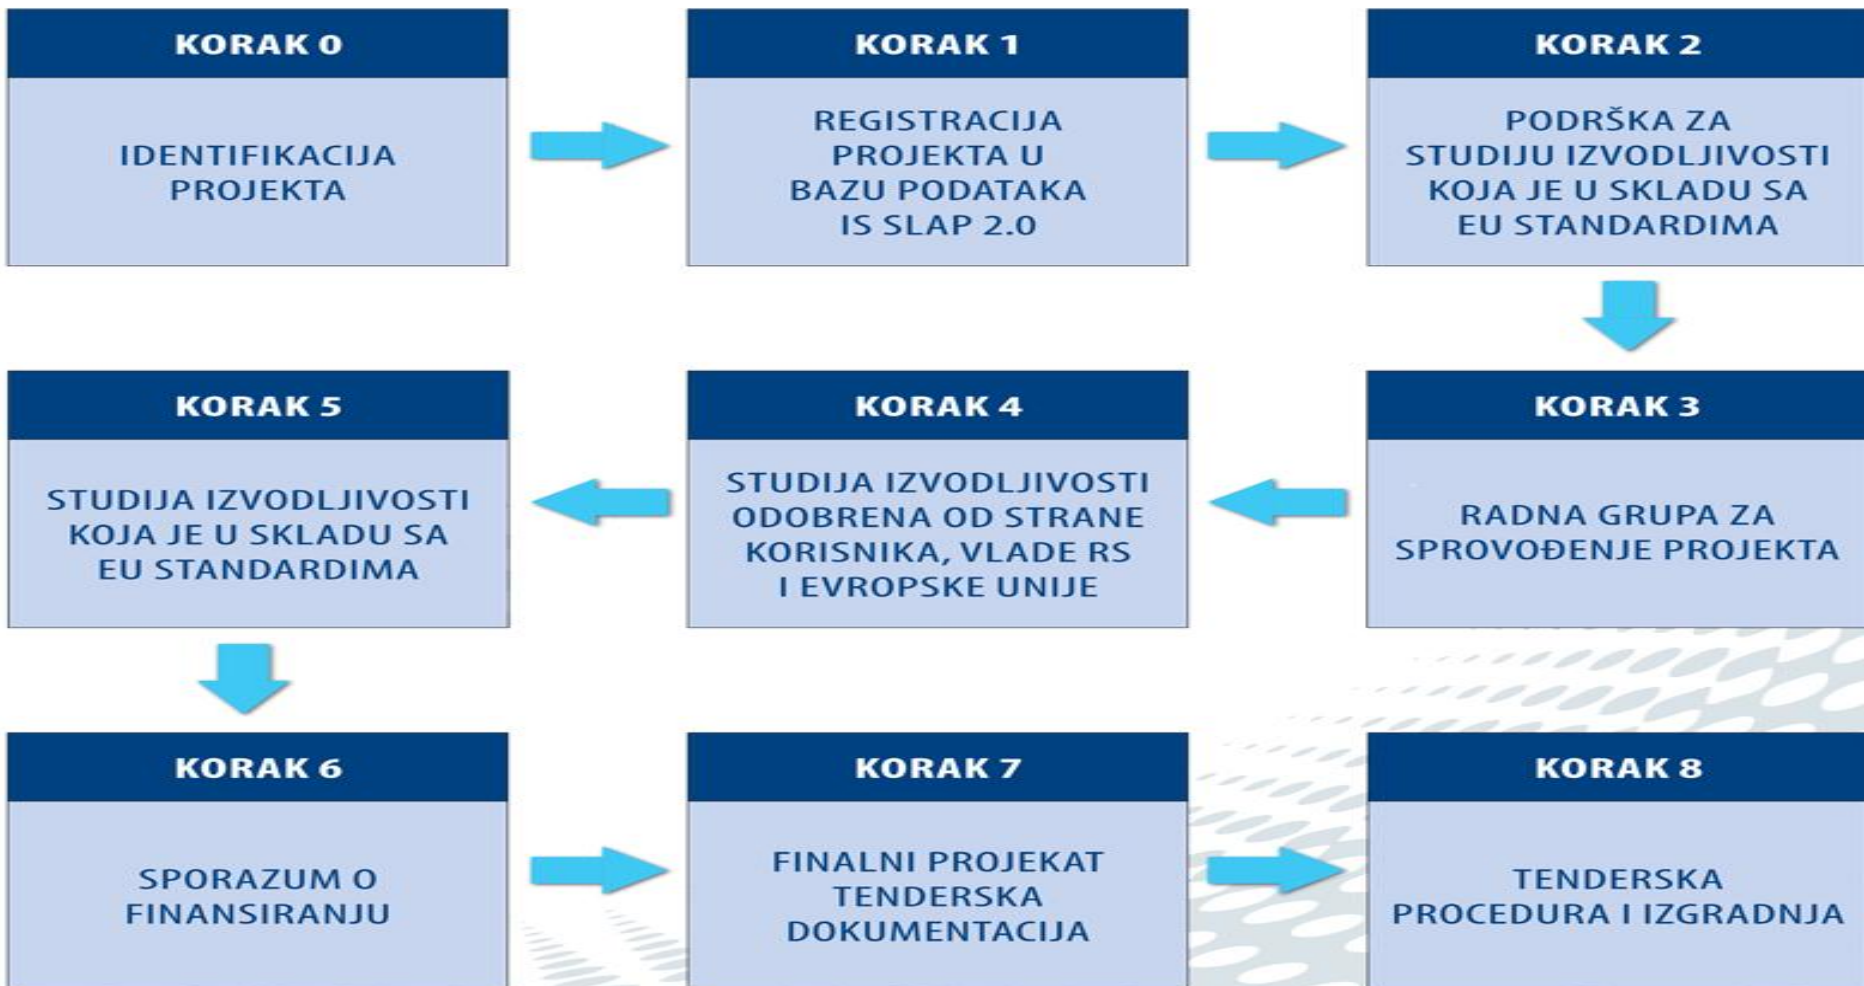 KORAK 0
IDENTIFIKACIJA
PROJEKTA
KORAK 1
REGISTRACIJA
PROJEKTA U
BAZU PODATAKA
IS SLAP 2.0
KORAK 2
PODRŠKA ZA
STUDIJU IZVODLJIVOSTI
KOJA JE U SKLADU SA
EU STANDARDIMA
KORAK 3
RADNA GRUPA ZA
SPROVOĐENJE PROJEKTA
KORAK 4
STUDIJA IZVODLJIVOSTI
ODOBRENA OD STRANE
KORISNIKA, VLADE RS
I EVROPSKE UNIJE
KORAK 5
STUDIJA IZVODLJIVOSTI
KOJA JE U SKLADU SA
EU STANDARDIMA
KORAK 6
SPORAZUM O
FINANSIRANJU
KORAK 7
FINALNI PROJEKAT
TENDERSKA
DOKUMENTACIJA
KORAK 8
TENDERSKA
PROCEDURA I IZGRADNJA